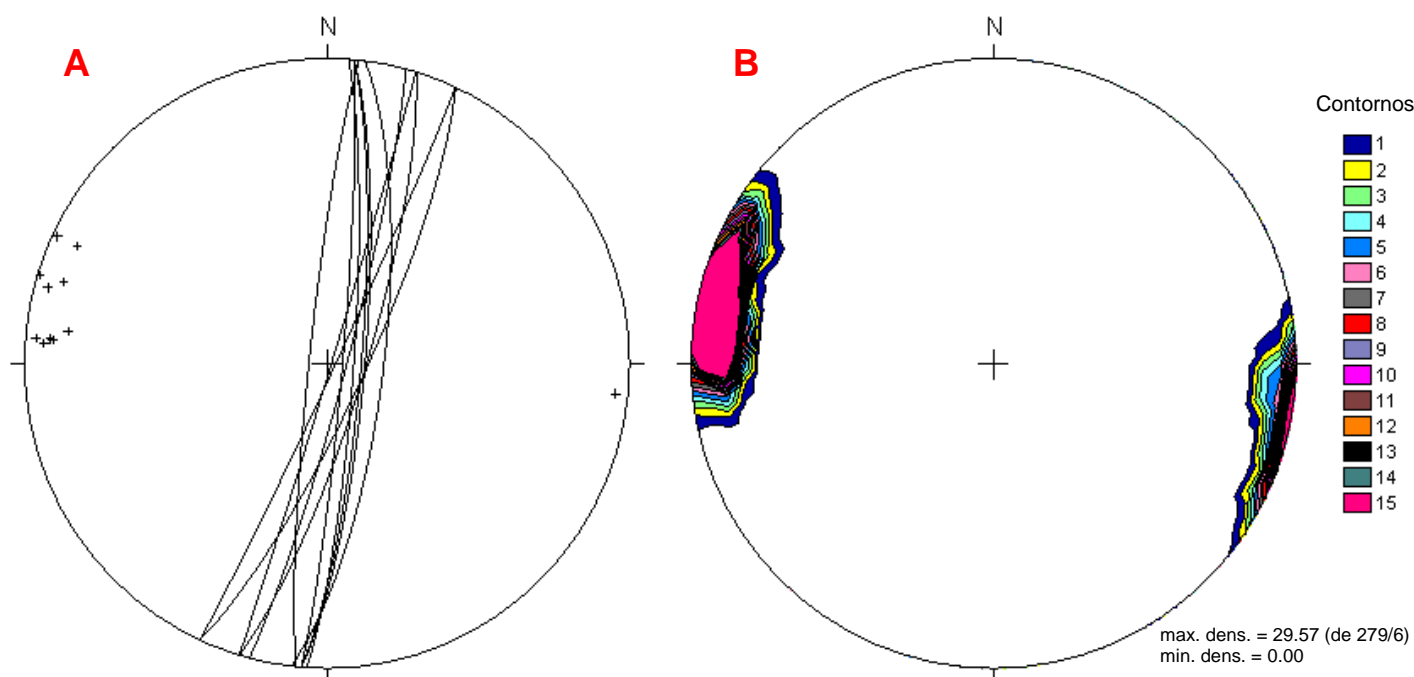 N
A
N
B
Contornos
1
2
3
4
5
6
7
8
9
10
11
12
13
14
15
max. dens. = 29.57 (de 279/6)
min. dens. = 0.00